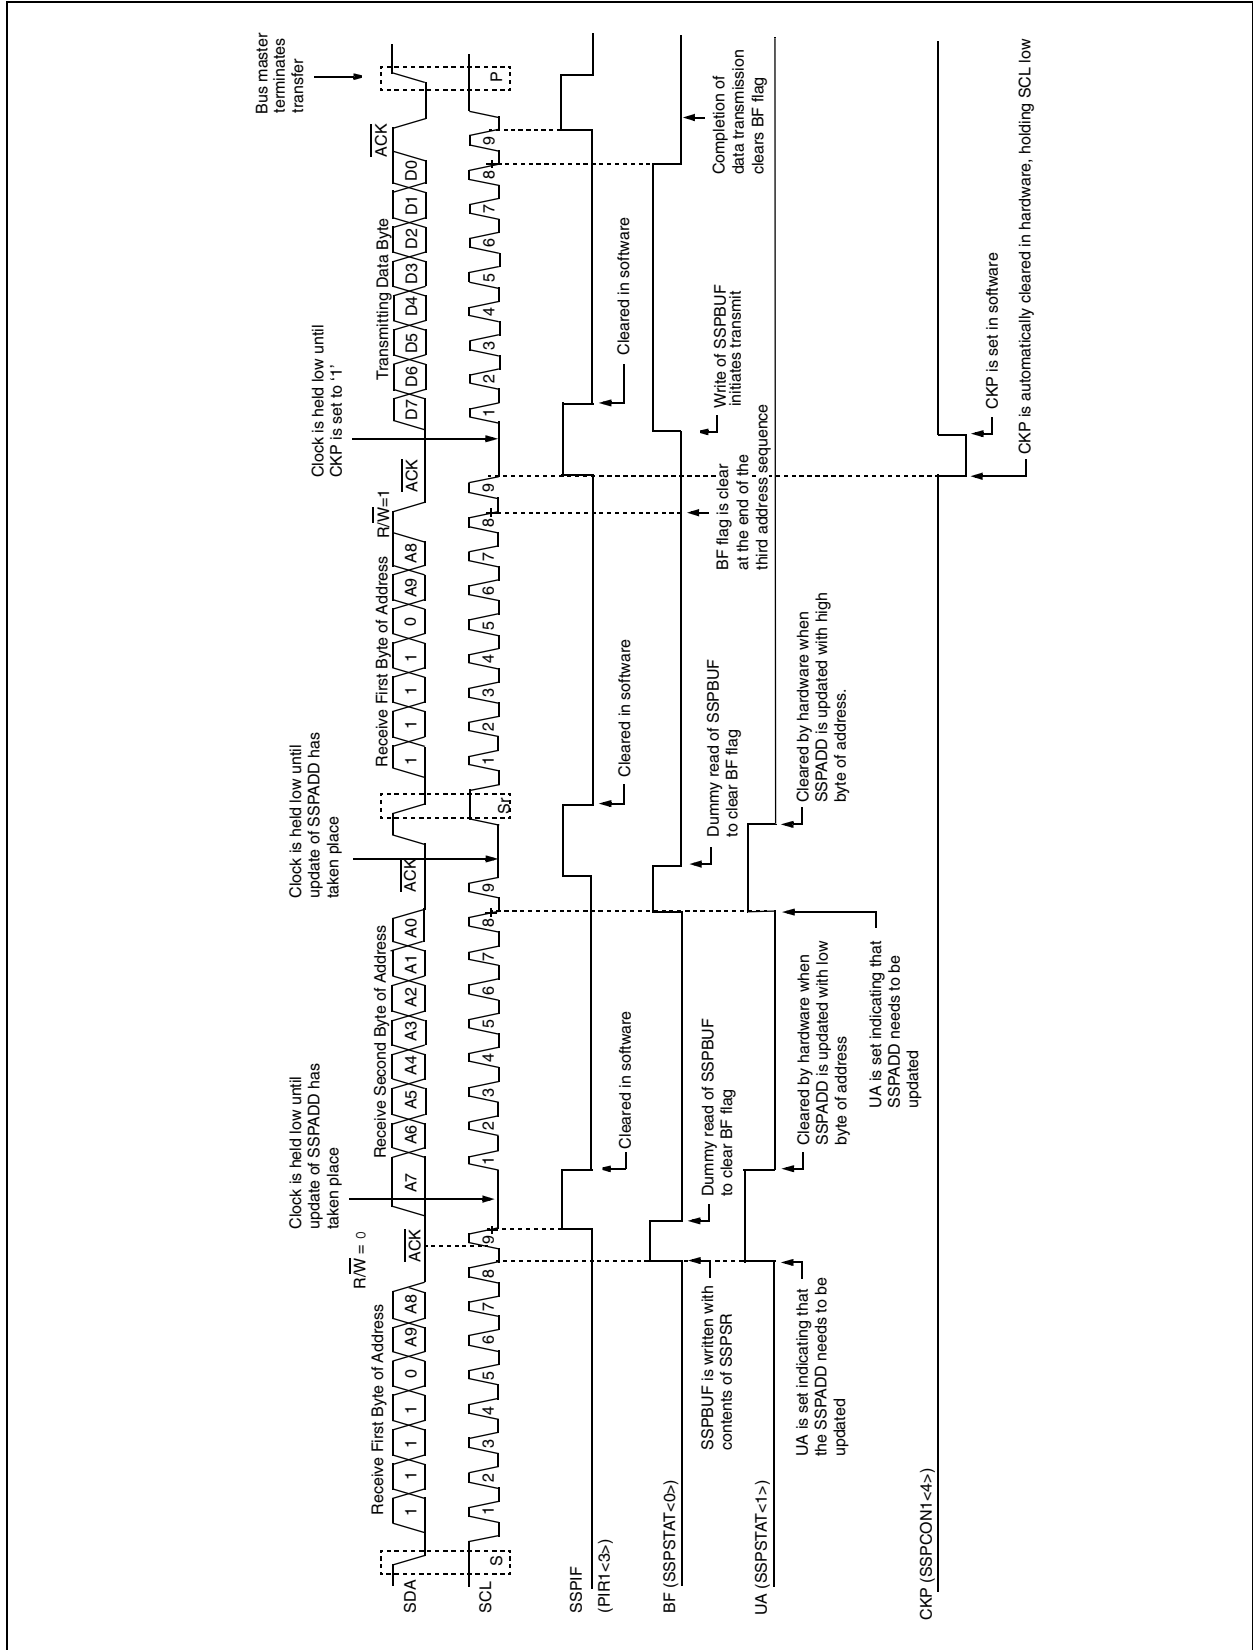 Bus master
terminates
transfer
Clock is held low until
CKP is set to ‘1’
Clock is held low until
update of SSPADD has
taken place
Clock is held low until
update of SSPADD has
taken place
R/W = 0
Receive First Byte of Address
ACK
Receive Second Byte of Address
ACK
Receive First Byte of Address
R/W=1
ACK
Transmitting Data Byte
ACK
SDA
1 1 1 1 0 A9 A8
A7 A6 A5 A4 A3 A2 A1 A0
1 1 1 1 0 A9 A8
D7 D6 D5 D4 D3 D2 D1 D0
SCL
S
1 2 3 4 5 6 7 8 9
1 2 3 4 5 6 7 8 9
Sr
1 2 3 4 5 6 7 8 9
1 2 3 4 5 6 7 8 9
P
SSPIF
(PIR1<3>)
Cleared in software
Cleared in software
Cleared in software
BF (SSPSTAT<0>)
SSPBUF is written with
contents of SSPSR
Dummy read of SSPBUF
to clear BF flag
Dummy read of SSPBUF
to clear BF flag
BF flag is clear
at the end of the
third address sequence
Write of SSPBUF
initiates transmit
Completion of
data transmission
clears BF flag
UA (SSPSTAT<1>)
UA is set indicating that
the SSPADD needs to be
updated
Cleared by hardware when
SSPADD is updated with low
byte of address
UA is set indicating that
SSPADD needs to be
updated
Cleared by hardware when
SSPADD is updated with high
byte of address.
CKP (SSPCON1<4>)
CKP is set in software
CKP is automatically cleared in hardware, holding SCL low